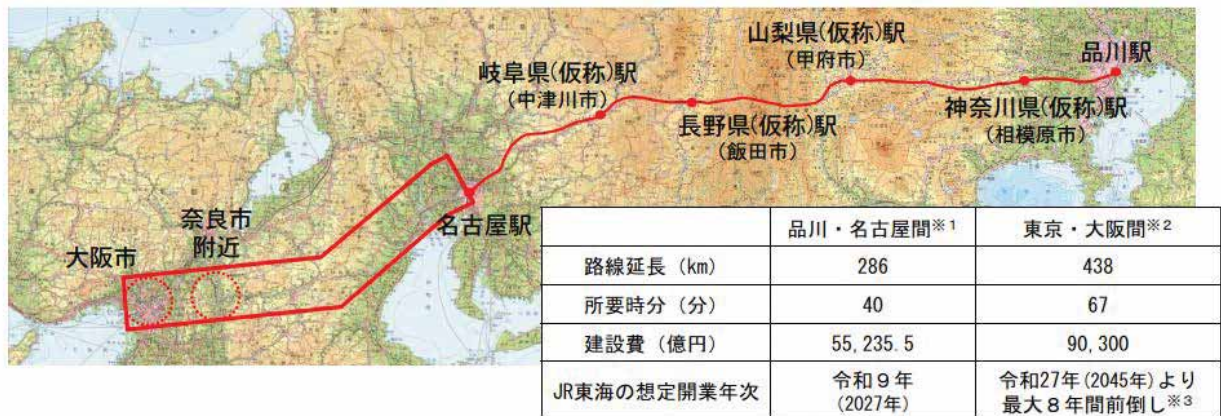 山梨県(仮称)駅
(甲府市)
品川駅
岐阜県(仮称)駅
(中津川市)
長野県(仮称)駅
(飯田市)
神奈川県(仮称)駅
(相模原市)
名古屋駅
奈良市
附近
大阪市
品川・名古屋間※1 東京・大阪間※2
路線延長(km) 286 438
所要時分(分) 40 67
建設費(億円) 55,235.5 90,300
JR東海の想定開業年次 令和9年 令和27年(2045年)より
(2027年) 最大8年間前倒し※3